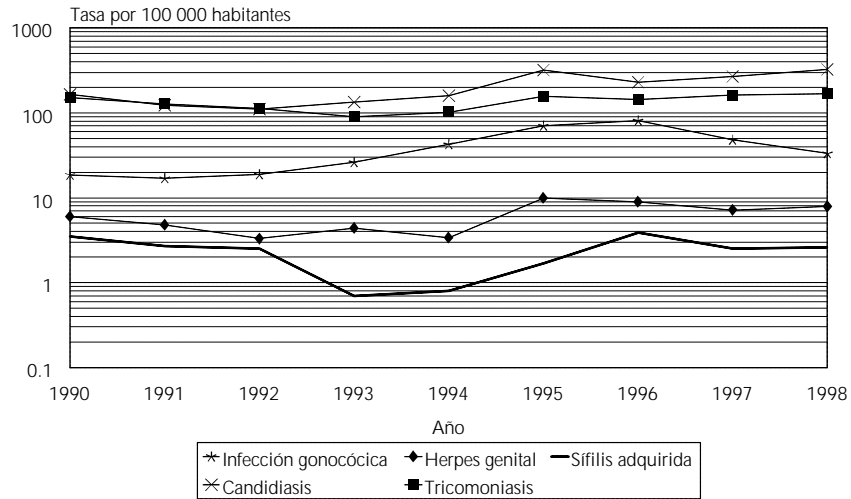 Tasa por 100 000 habitantes
1000
100
10
1
0.1
1990 1991 1992 1993 1994 1995 1996 1997 1998
Año
Infección gonocócica Herpes genital Sífilis adquirida
Candidiasis Tricomoniasis